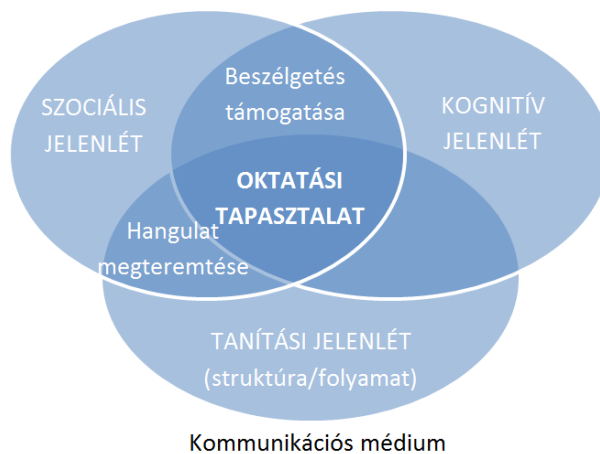 Beszélgetés
támogatása
SZOCIÁLIS
JELENLÉT
KOGNITÍV
JELENLÉT
OKTATÁSI
TAPASZTALAT
Hangulat
megteremtése
TANÍTÁSI JELENLÉT
(struktúra/folyamat)
Kommunikációs médium